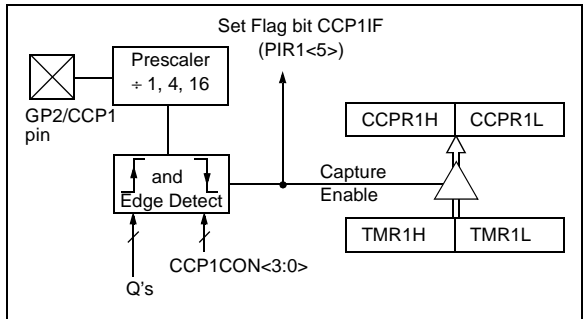 Set Flag bit CCP1IF
(PIR1<5>)
Prescaler
÷ 1, 4, 16
GP2/CCP1
pin
CCPR1H
CCPR1L
and
Edge Detect
Capture
Enable
TMR1H
TMR1L
CCP1CON<3:0>
Q's